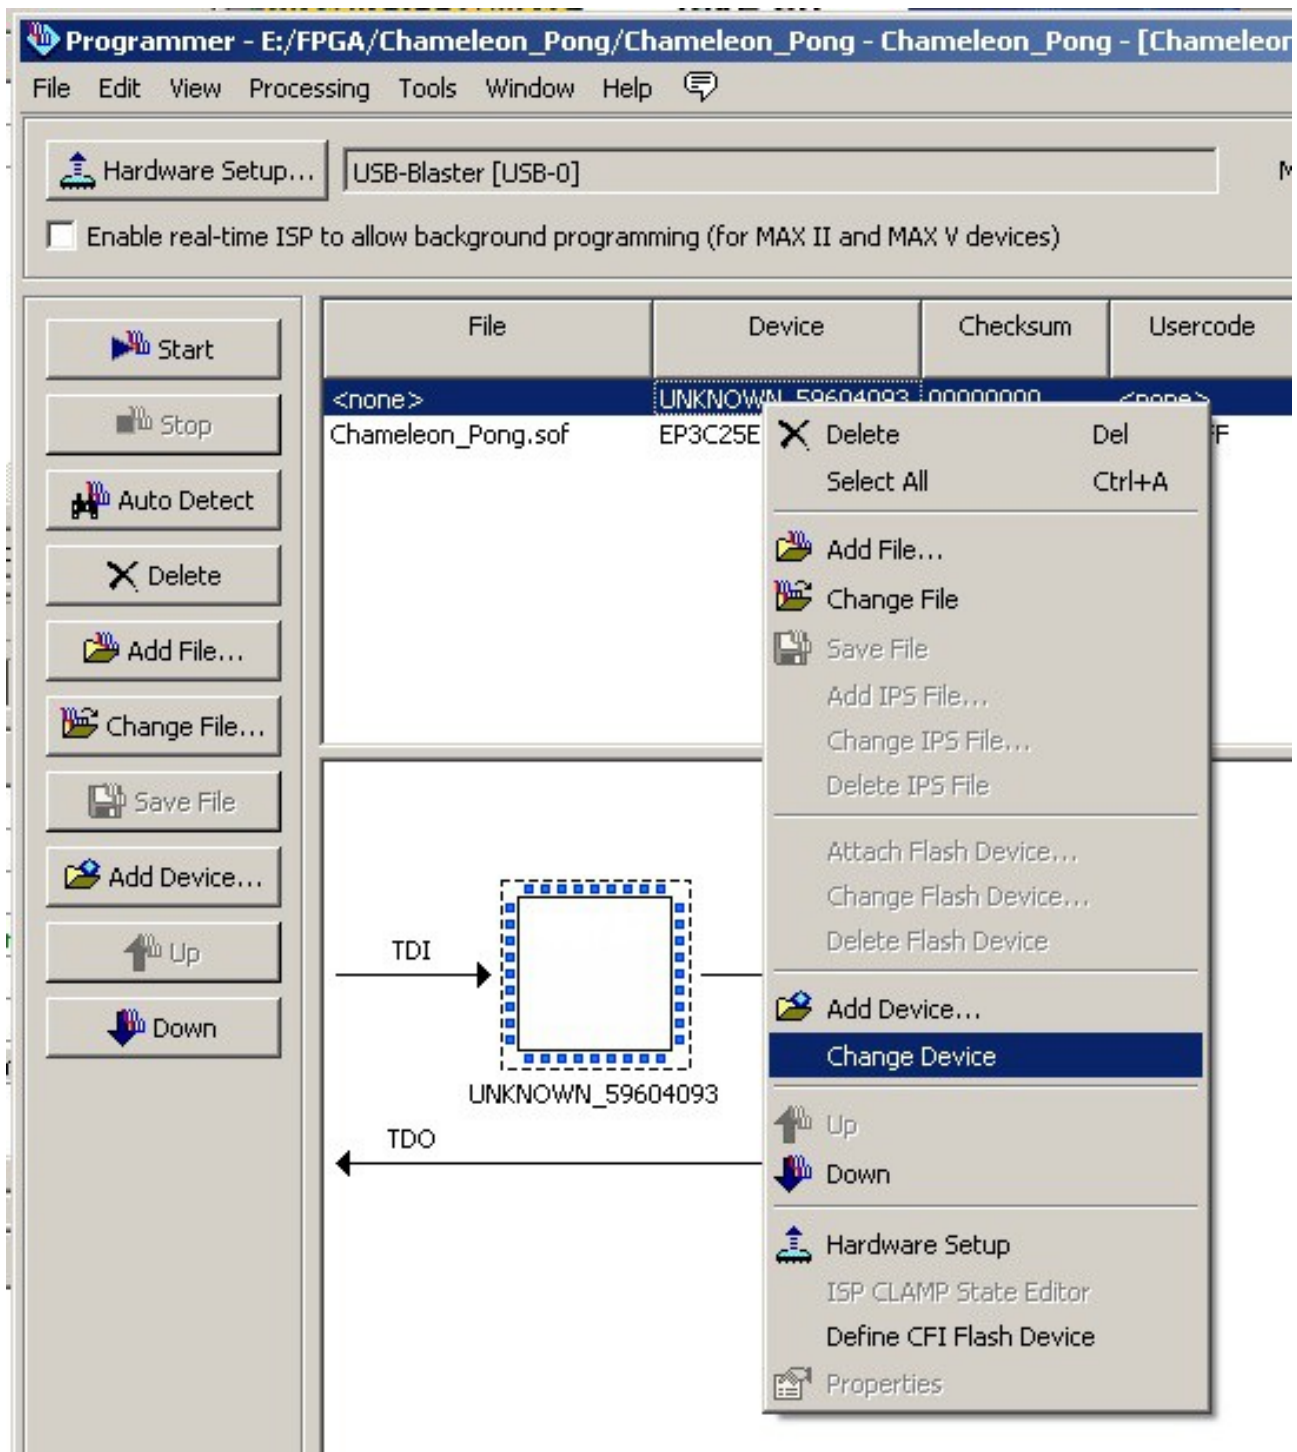 Programmer - E:/FPGA/Chameleon_Pong/Chameleon_Pong - Chameleon_Pong - [Chameleon
File Edit View Processing Tools Window Help
Hardware Setup... USB-Blaster [USB-0] M
Enable real-time ISP to allow background programming (for MAX II and MAX V devices)
File Device Checksum Usercode
<none> UNKNOWN_59604093 00000000 <none>
Chameleon_Pong.sof EP3C25E FF
Start
Stop
Auto Detect
Delete
Add File...
Change File...
Save File
Add Device...
Up
Down
TDI
UNKNOWN_59604093
TDO
Delete Del
Select All Ctrl+A
Add File...
Change File
Save File
Add IPS File...
Change IPS File...
Delete IPS File
Attach Flash Device...
Change Flash Device...
Delete Flash Device
Add Device...
Change Device
Up
Down
Hardware Setup
ISP CLAMP State Editor
Define CFI Flash Device
Properties